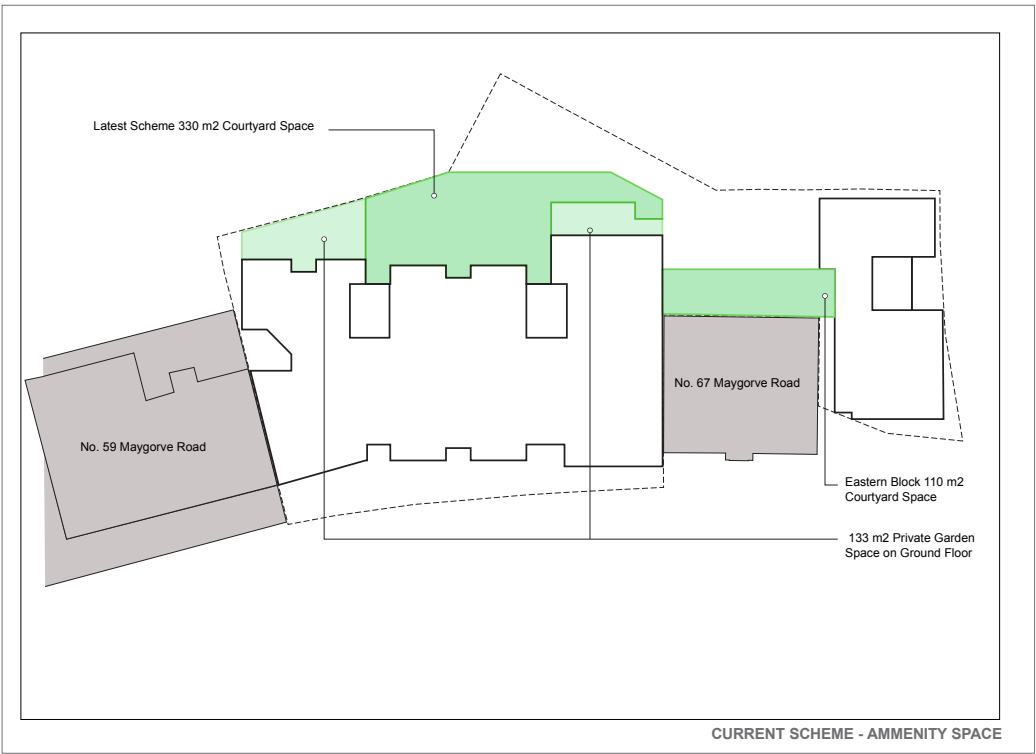 Latest Scheme 330 m2 Courtyard Space
No. 67 Maygorve Road
No. 59 Maygorve Road
Eastern Block 110 m2
Courtyard Space
133 m2 Private Garden
Space on Ground Floor
CURRENT SCHEME - AMMENITY SPACE